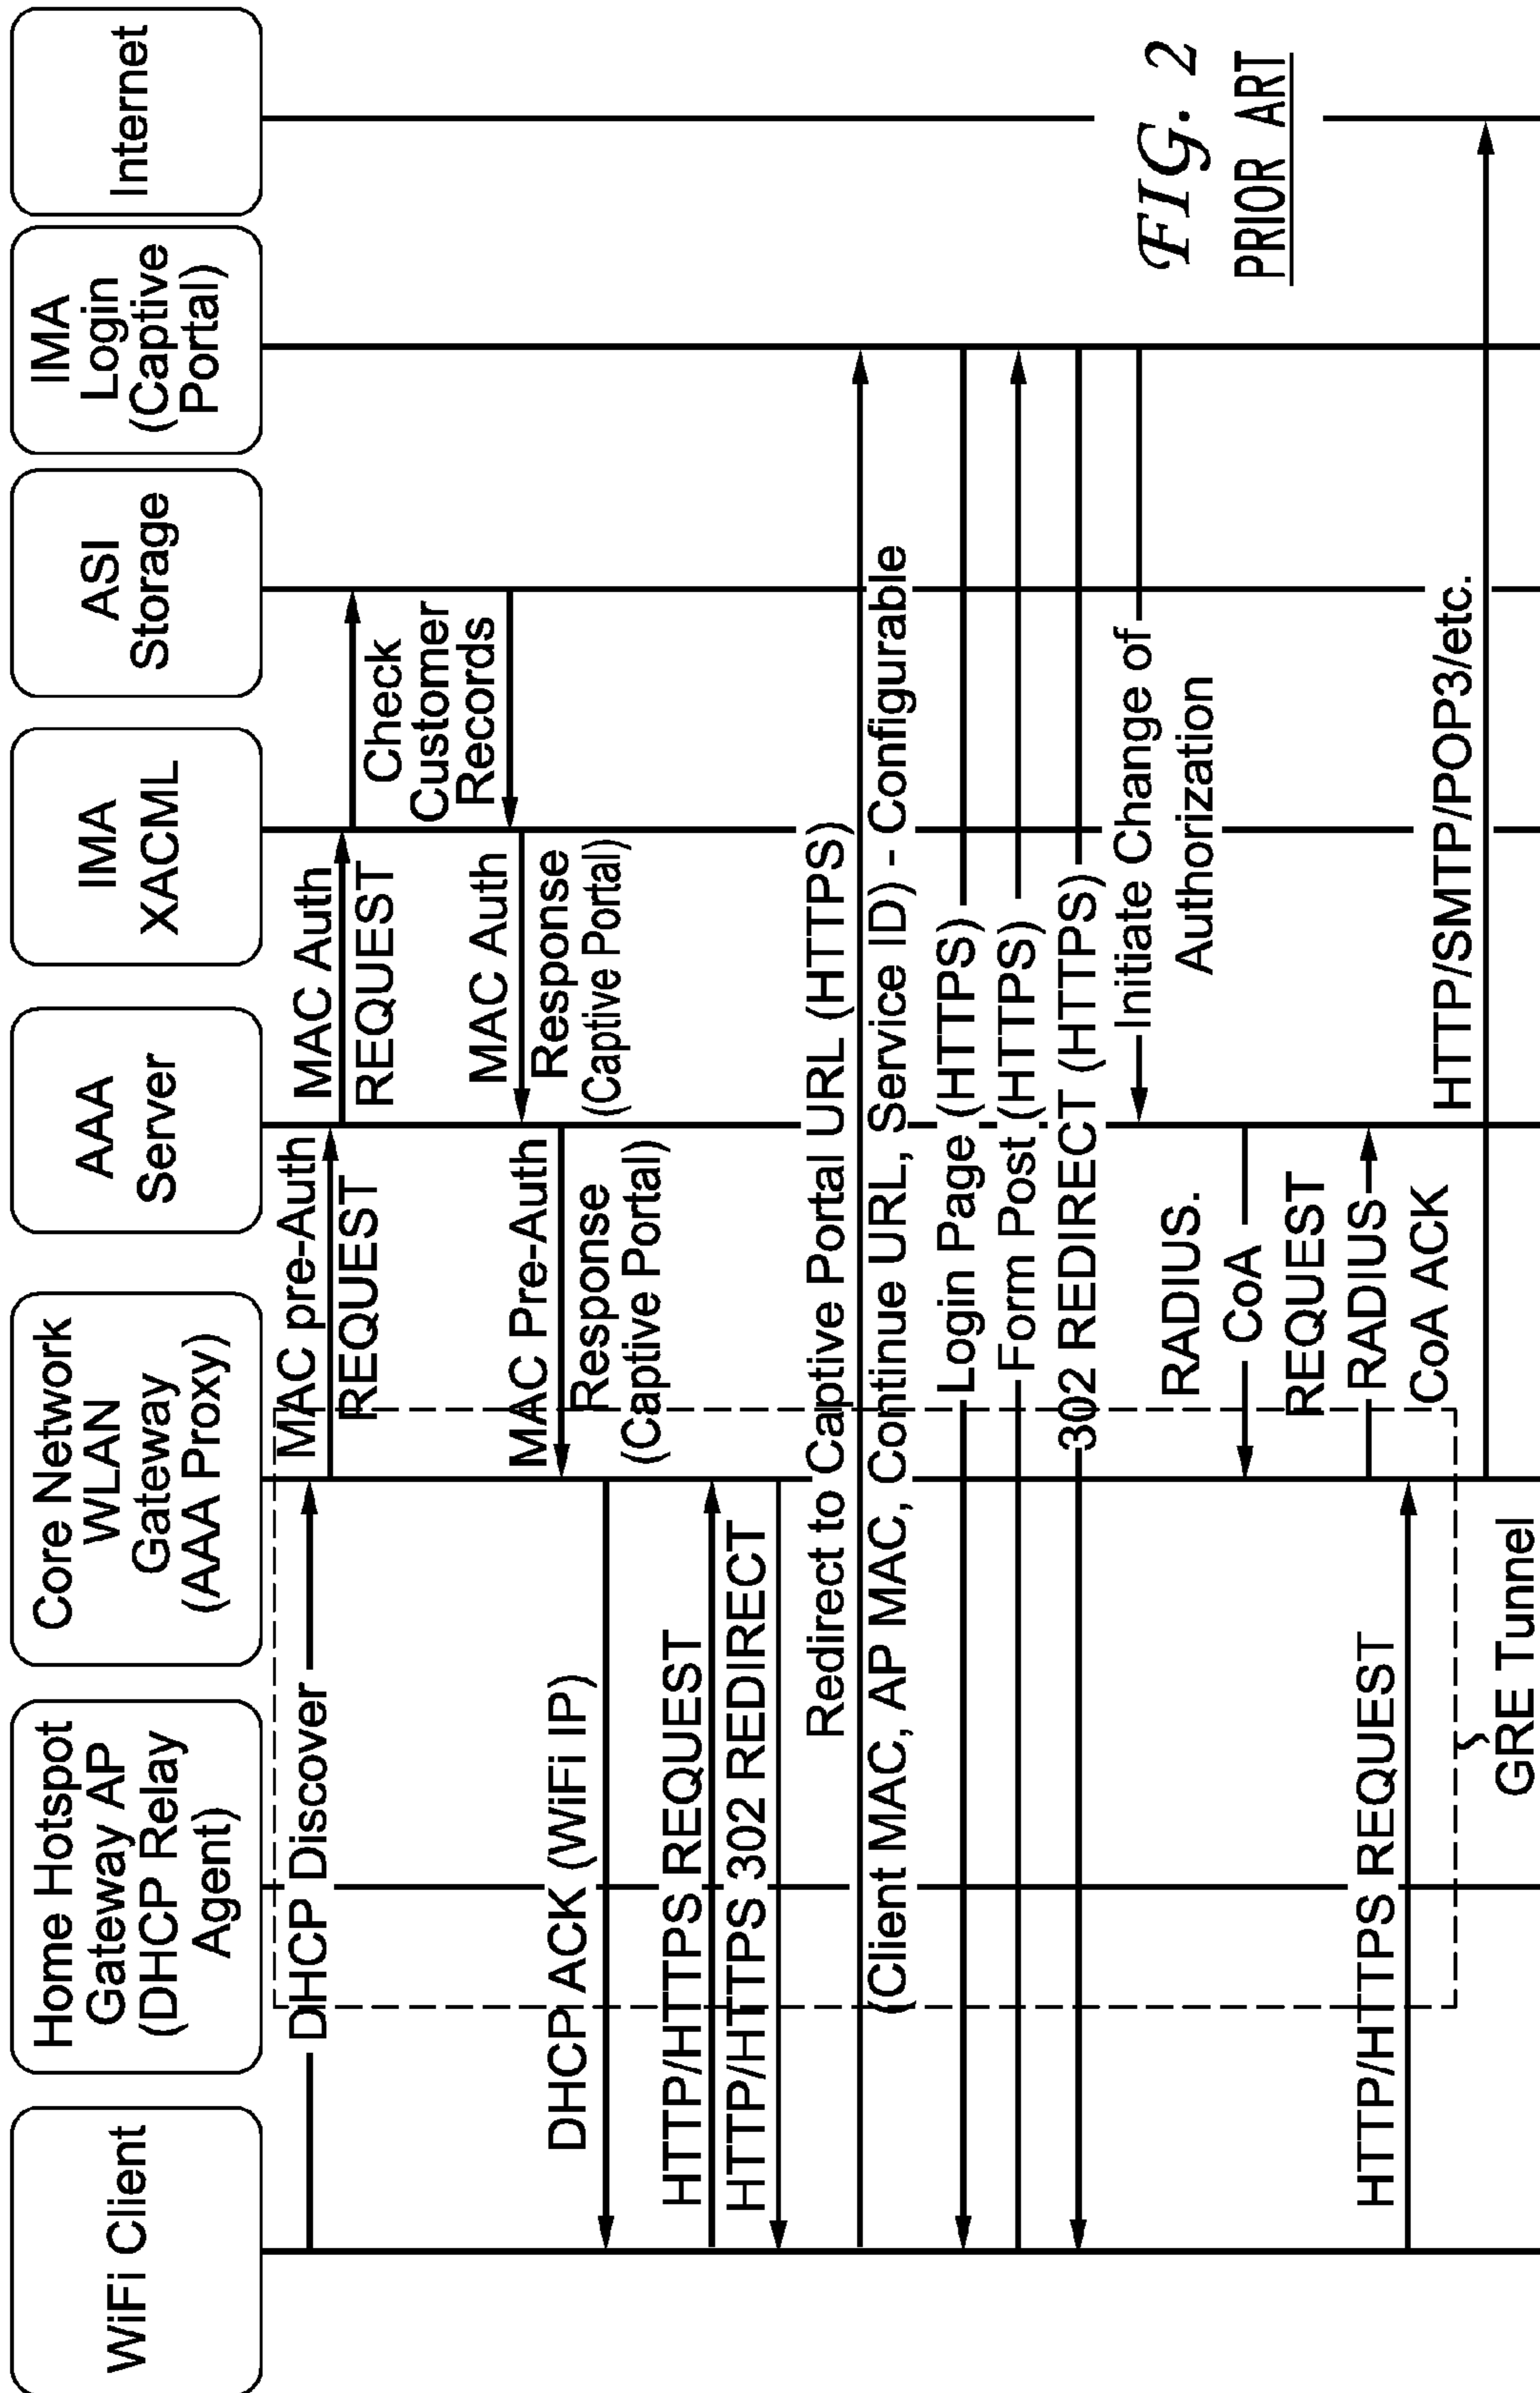 WiFi Client
Home Hotspot
Gateway AP
(DHCP Relay
Agent)
Core Network
WLAN
Gateway
(AAA Proxy)
AAA
Server
IMA
XACML
ASI
Storage
IMA
Login
(Captive
Portal)
Internet
DHCP Discover
MAC pre-Auth
REQUEST
MAC Auth
REQUEST
Check
Customer
Records
MAC Auth
Response
(Captive Portal)
MAC Pre-Auth
Response
(Captive Portal)
DHCP ACK (WiFi IP)
HTTP/HTTPS REQUEST
HTTP/HTTPS 302 REDIRECT
Redirect to Captive Portal URL (HTTPS)
(Client MAC, AP MAC, Continue URL, Service ID) - Configurable
Login Page (HTTPS)
Form Post (HTTPS)
302 REDIRECT (HTTPS)
Initiate Change of
Authorization
RADIUS.
CoA
REQUEST
RADIUS
CoA ACK
HTTP/HTTPS REQUEST
HTTP/SMTP/POP3/etc.
GRE Tunnel
FIG. 2
PRIOR ART